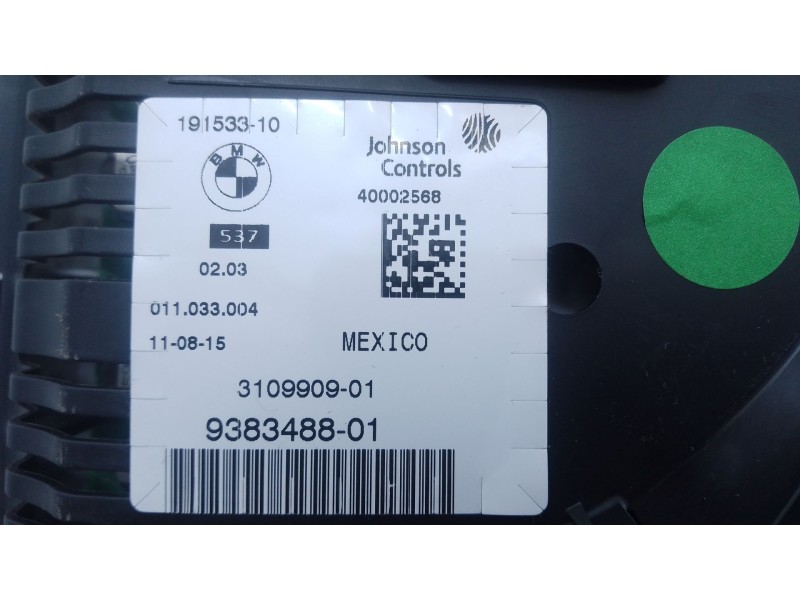 191533-10
BMW
Johnson
Controls
40002568
537
02.03
011.033.004
11-08-15
MEXICO
3109909-01
9383488-01